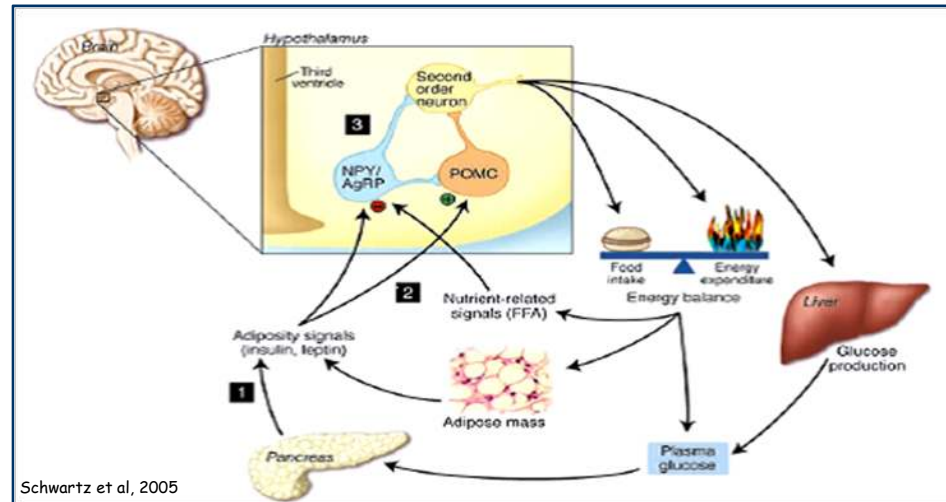 Brain
Hypothalamus
Third
ventricle
Second
order
neuron
3
NPY/
AgRP
POMC
−
+
Food
intake
Energy
expenditure
Energy balance
2
Nutrient-related
signals (FFA)
Adiposity signals
(insulin, leptin)
Liver
Glucose
production
1
Adipose mass
Pancreas
Plasma
glucose
Schwartz et al, 2005